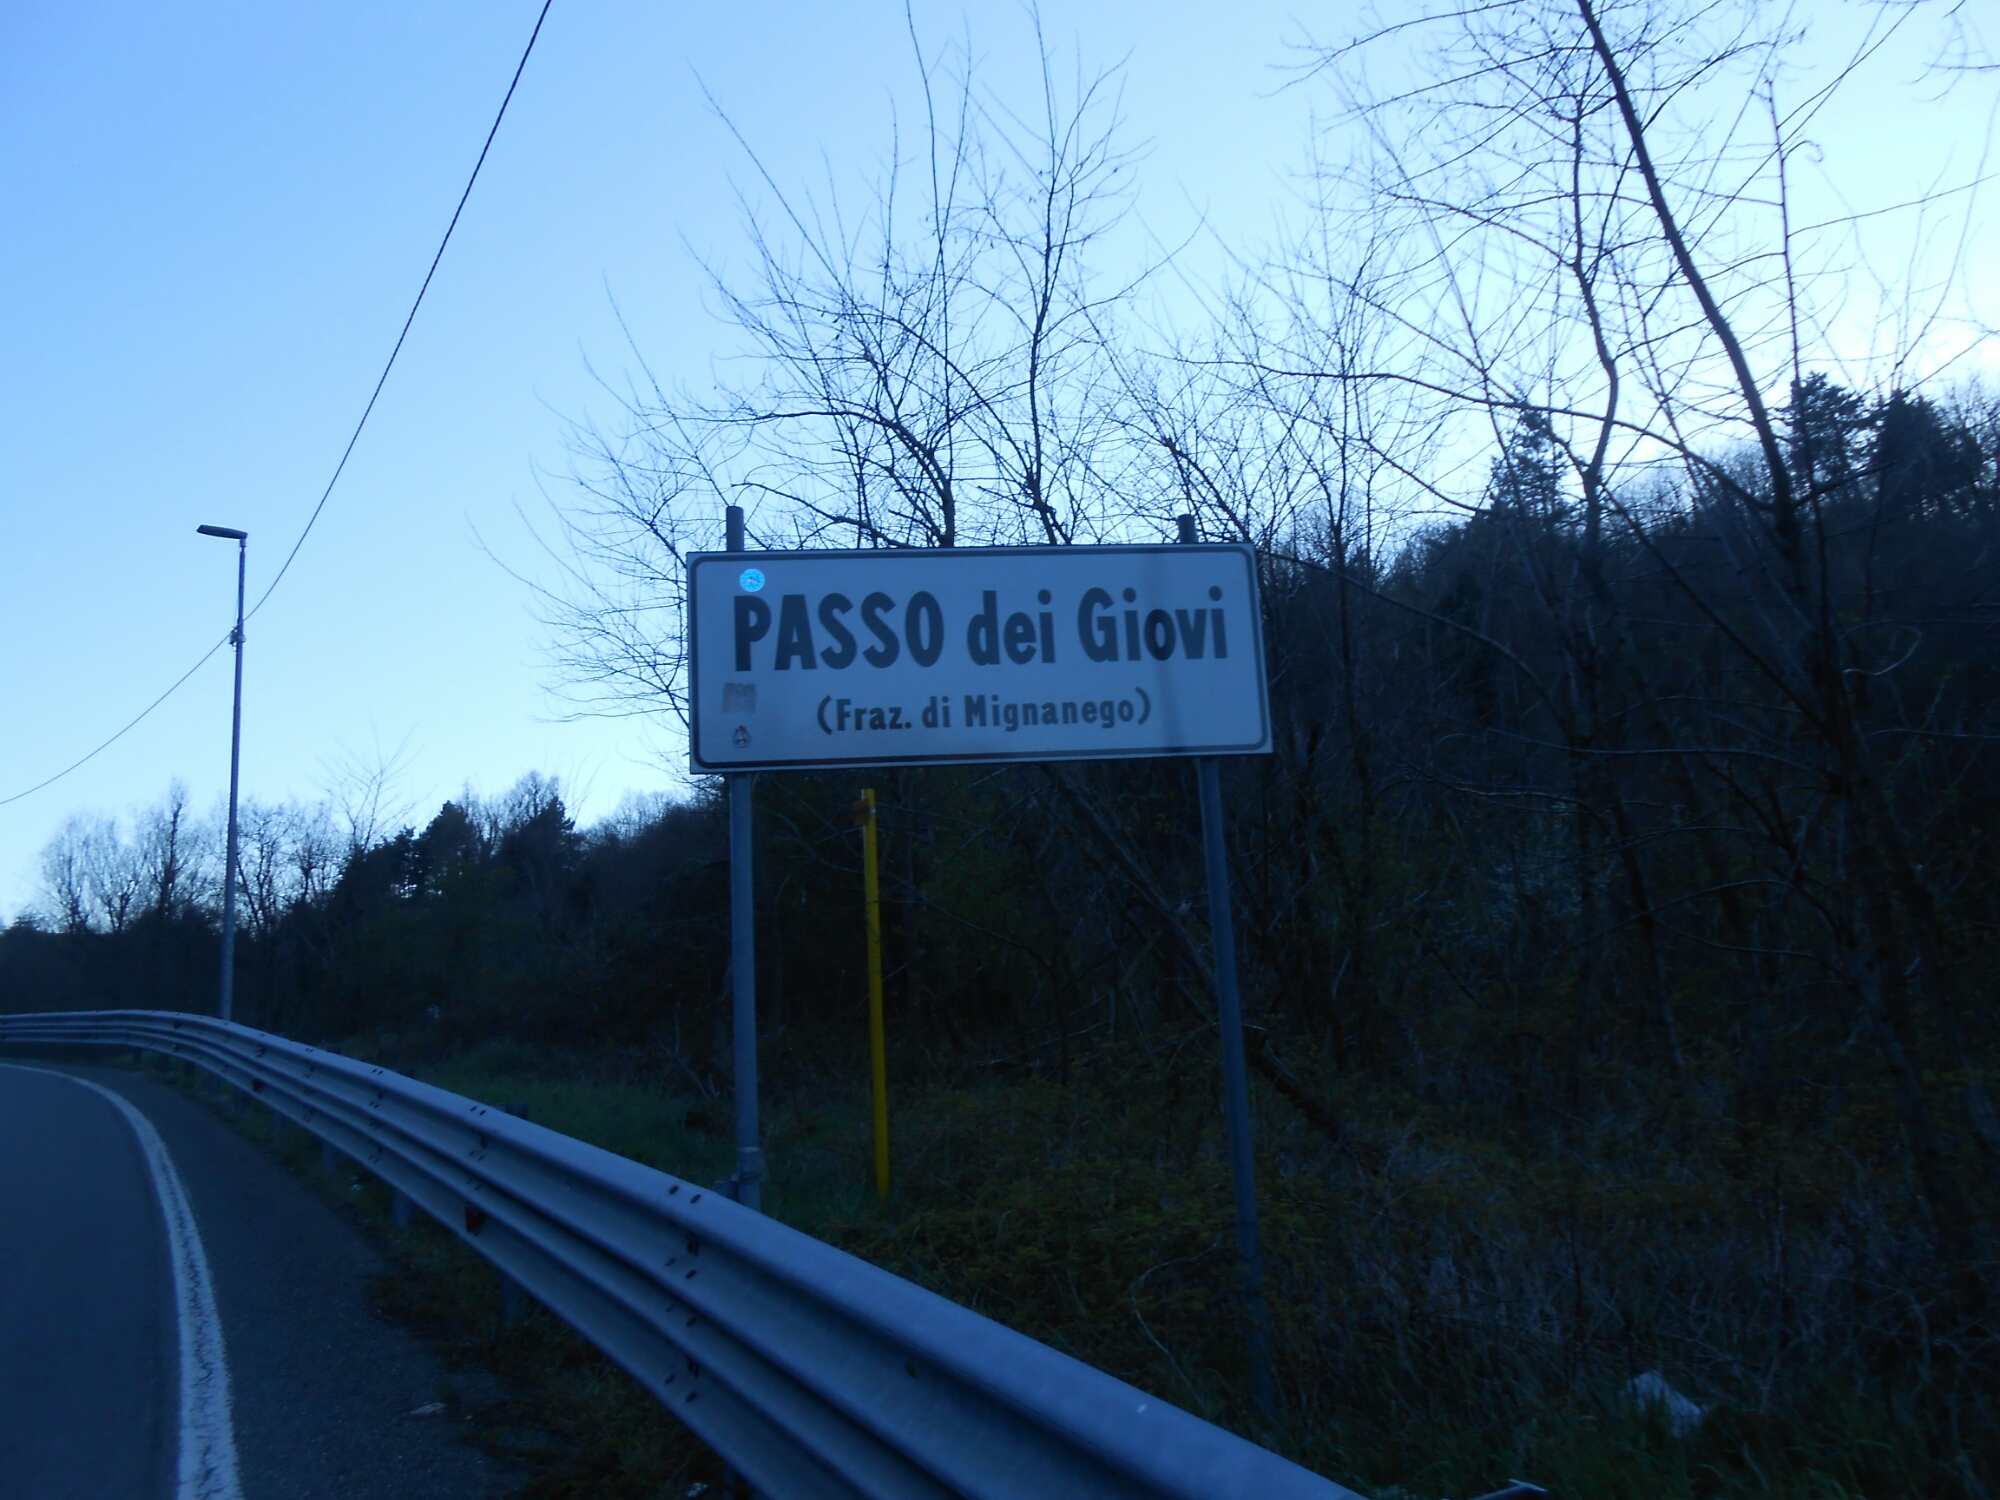 PASSO dei Giovi
(Fraz. di Mignanego)